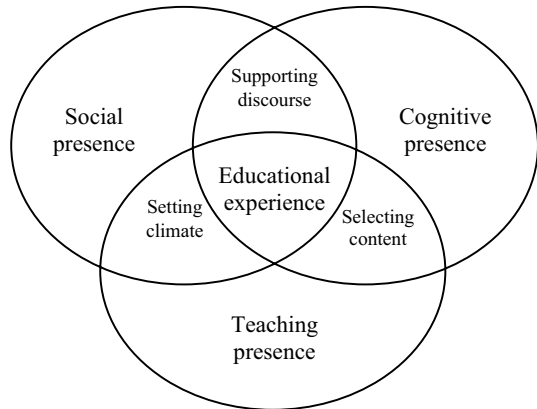 Supporting
discourse
Social
presence
Cognitive
presence
Educational
experience
Setting
climate
Selecting
content
Teaching
presence